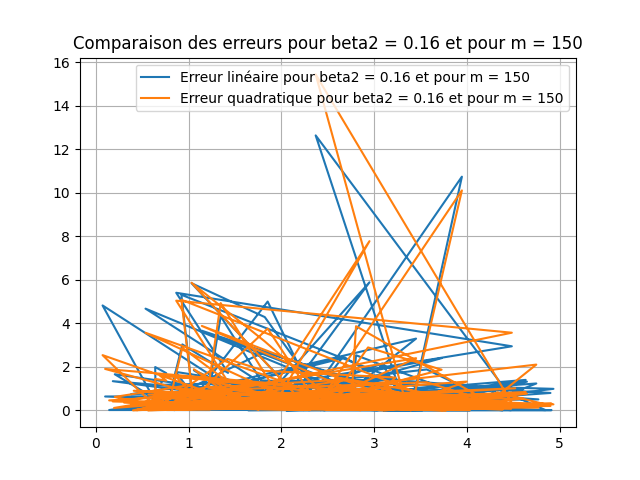 Comparaison des erreurs pour beta2 = 0.16 et pour m = 150
16
14
12
10
8
6
4
2
0
Erreur linéaire pour beta2 = 0.16 et pour m = 150
Erreur quadratique pour beta2 = 0.16 et pour m = 150
0 1 2 3 4 5